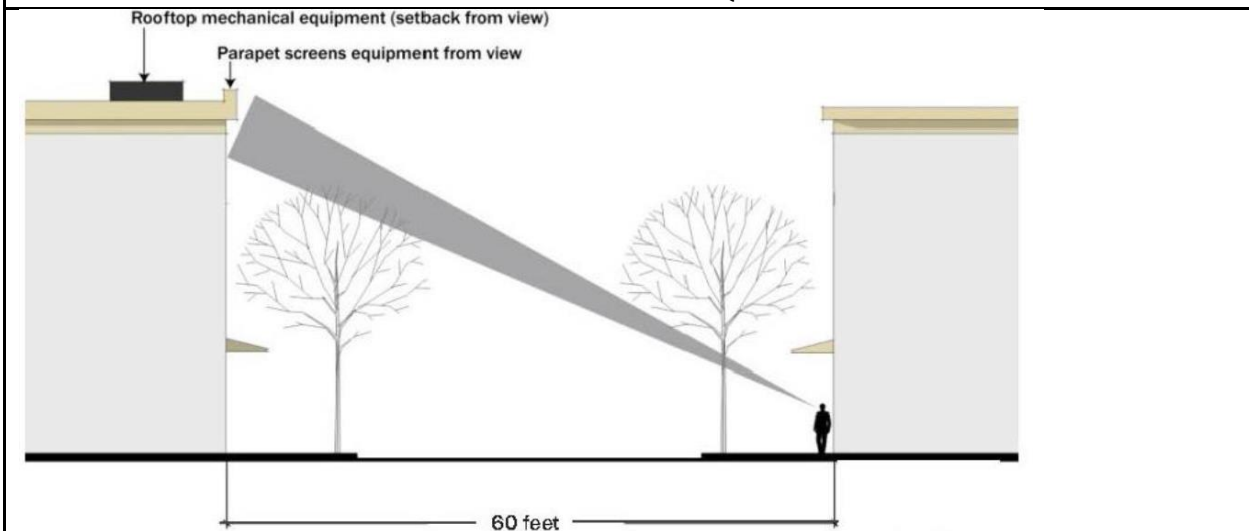 Rooftop mechanical equipment (setback from view)
Parapet screens equipment from view
60 feet